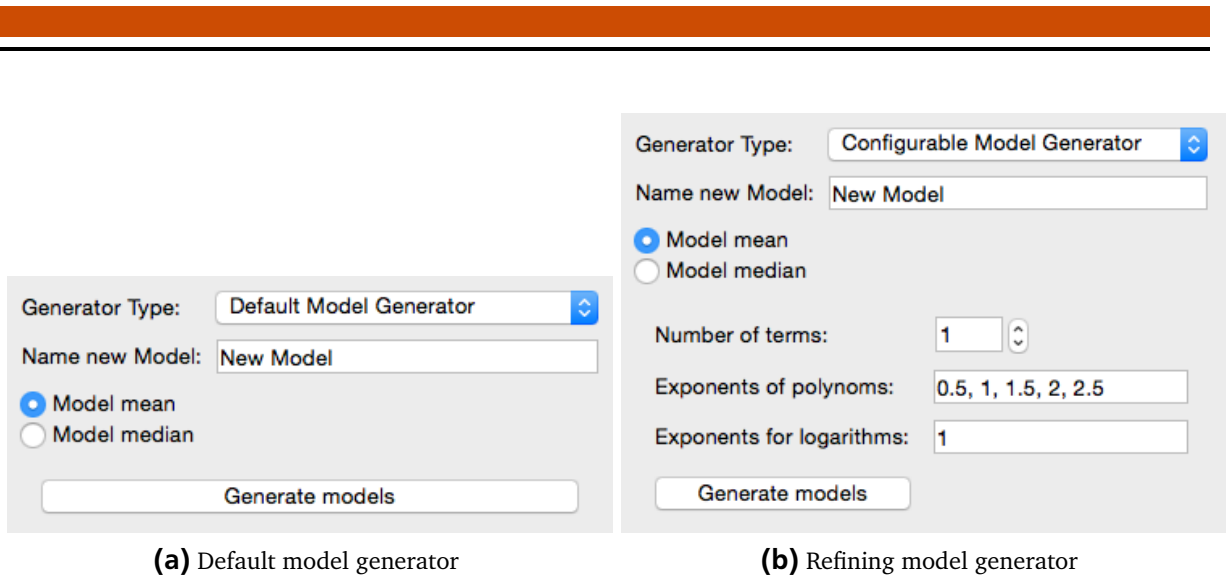 Generator Type: Default Model Generator
Name new Model: New Model
Model mean
Model median
Generate models
(a) Default model generator
Generator Type: Configurable Model Generator
Name new Model: New Model
Model mean
Model median
Number of terms: 1
Exponents of polynoms: 0.5, 1, 1.5, 2, 2.5
Exponents for logarithms: 1
Generate models
(b) Refining model generator